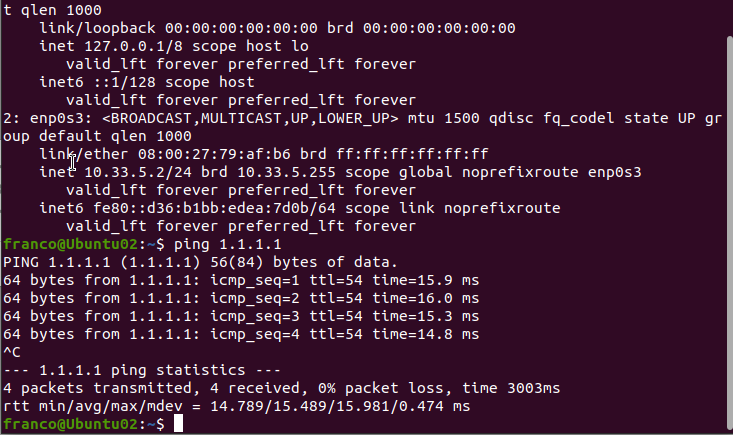 t qlen 1000
    link/loopback 00:00:00:00:00:00 brd 00:00:00:00:00:00
    inet 127.0.0.1/8 scope host lo
       valid_lft forever preferred_lft forever
    inet6 ::1/128 scope host
       valid_lft forever preferred_lft forever
2: enp0s3: <BROADCAST,MULTICAST,UP,LOWER_UP> mtu 1500 qdisc fq_codel state UP gr
oup default qlen 1000
    link/ether 08:00:27:79:af:b6 brd ff:ff:ff:ff:ff:ff
    inet 10.33.5.2/24 brd 10.33.5.255 scope global noprefixroute enp0s3
       valid_lft forever preferred_lft forever
    inet6 fe80::d36:b1bb:edea:7d0b/64 scope link noprefixroute
       valid_lft forever preferred_lft forever
franco@Ubuntu02:~$ ping 1.1.1.1
PING 1.1.1.1 (1.1.1.1) 56(84) bytes of data.
64 bytes from 1.1.1.1: icmp_seq=1 ttl=54 time=15.9 ms
64 bytes from 1.1.1.1: icmp_seq=2 ttl=54 time=16.0 ms
64 bytes from 1.1.1.1: icmp_seq=3 ttl=54 time=15.3 ms
64 bytes from 1.1.1.1: icmp_seq=4 ttl=54 time=14.8 ms
^C
--- 1.1.1.1 ping statistics ---
4 packets transmitted, 4 received, 0% packet loss, time 3003ms
rtt min/avg/max/mdev = 14.789/15.489/15.981/0.474 ms
franco@Ubuntu02:~$